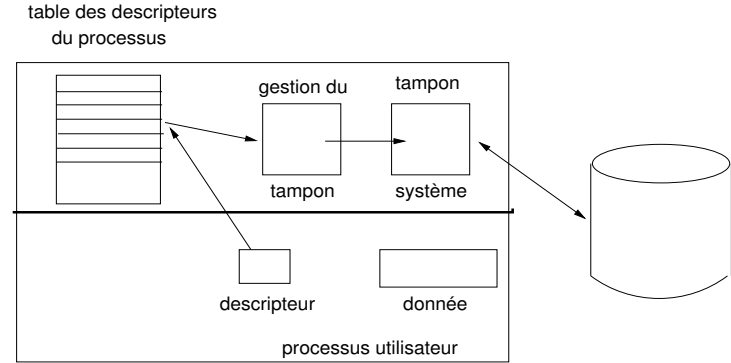 table des descripteurs
du processus
gestion du
tampon
tampon
système
descripteur
donnée
processus utilisateur